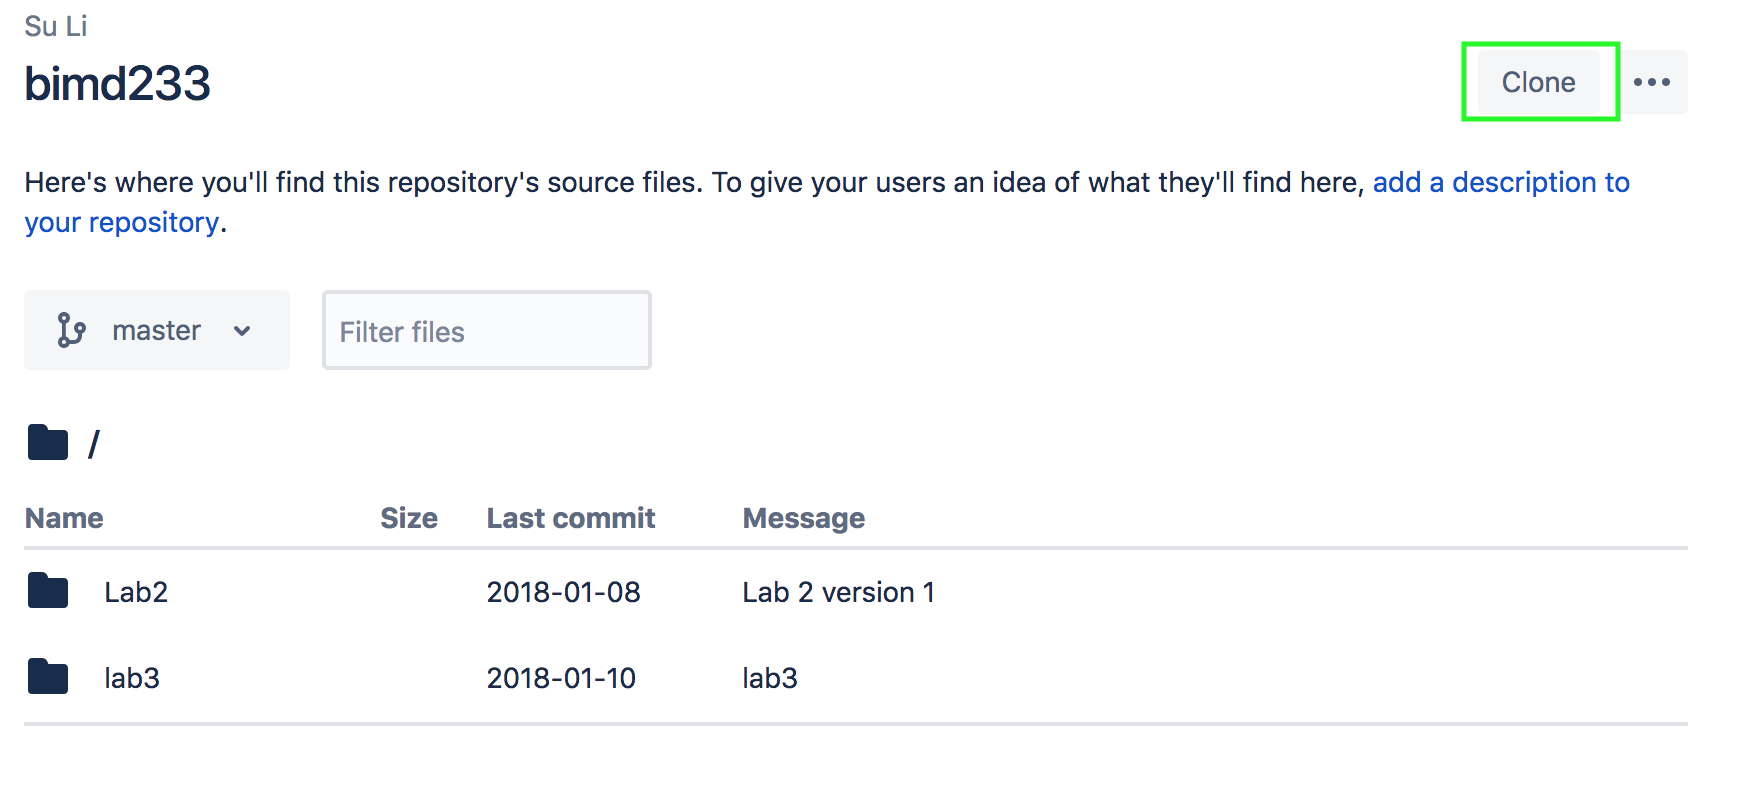 Su Li
bimd233
Clone
Here's where you'll find this repository's source files. To give your users an idea of what they'll find here, add a description to
your repository.
master
Filter files
/
Name Size Last commit Message
Lab2 2018-01-08 Lab 2 version 1
lab3 2018-01-10 lab3